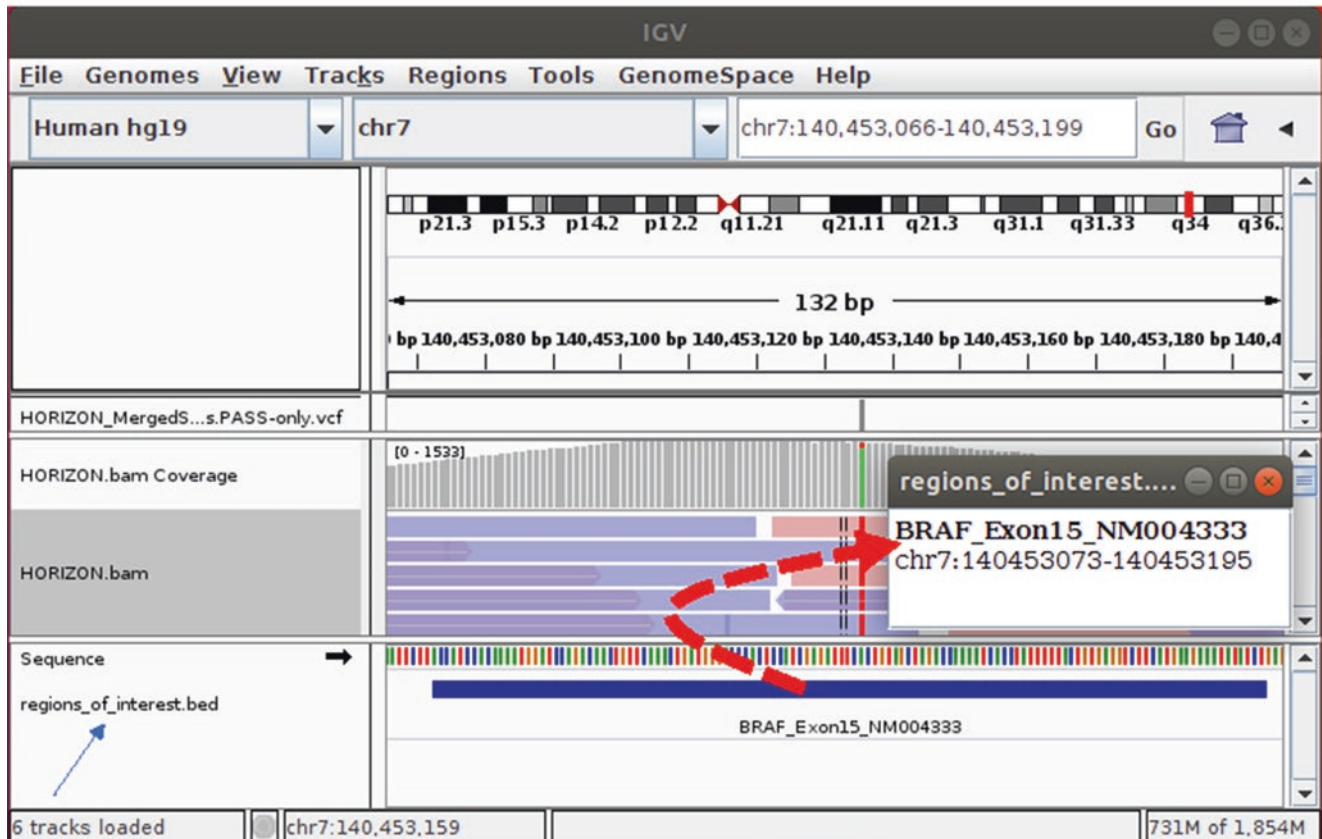 IGV
File Genomes View Tracks Regions Tools GenomeSpace Help
Human hg19 chr7 chr7:140,453,066-140,453,199 Go
p21.3 p15.3 p14.2 p12.2 q11.21 q21.11 q21.3 q31.1 q31.33 q34 q36.
132 bp
bp 140,453,080 bp 140,453,100 bp 140,453,120 bp 140,453,140 bp 140,453,160 bp 140,453,180 bp 140,4
HORIZON_MergedS...s.PASS-only.vcf
HORIZON.bam Coverage
[0 - 1533]
regions_of_interest....
BRAF_Exon15_NM004333
chr7:140453073-140453195
HORIZON.bam
Sequence
regions_of_interest.bed
BRAF_Exon15_NM004333
6 tracks loaded chr7:140,453,159 731M of 1,854M